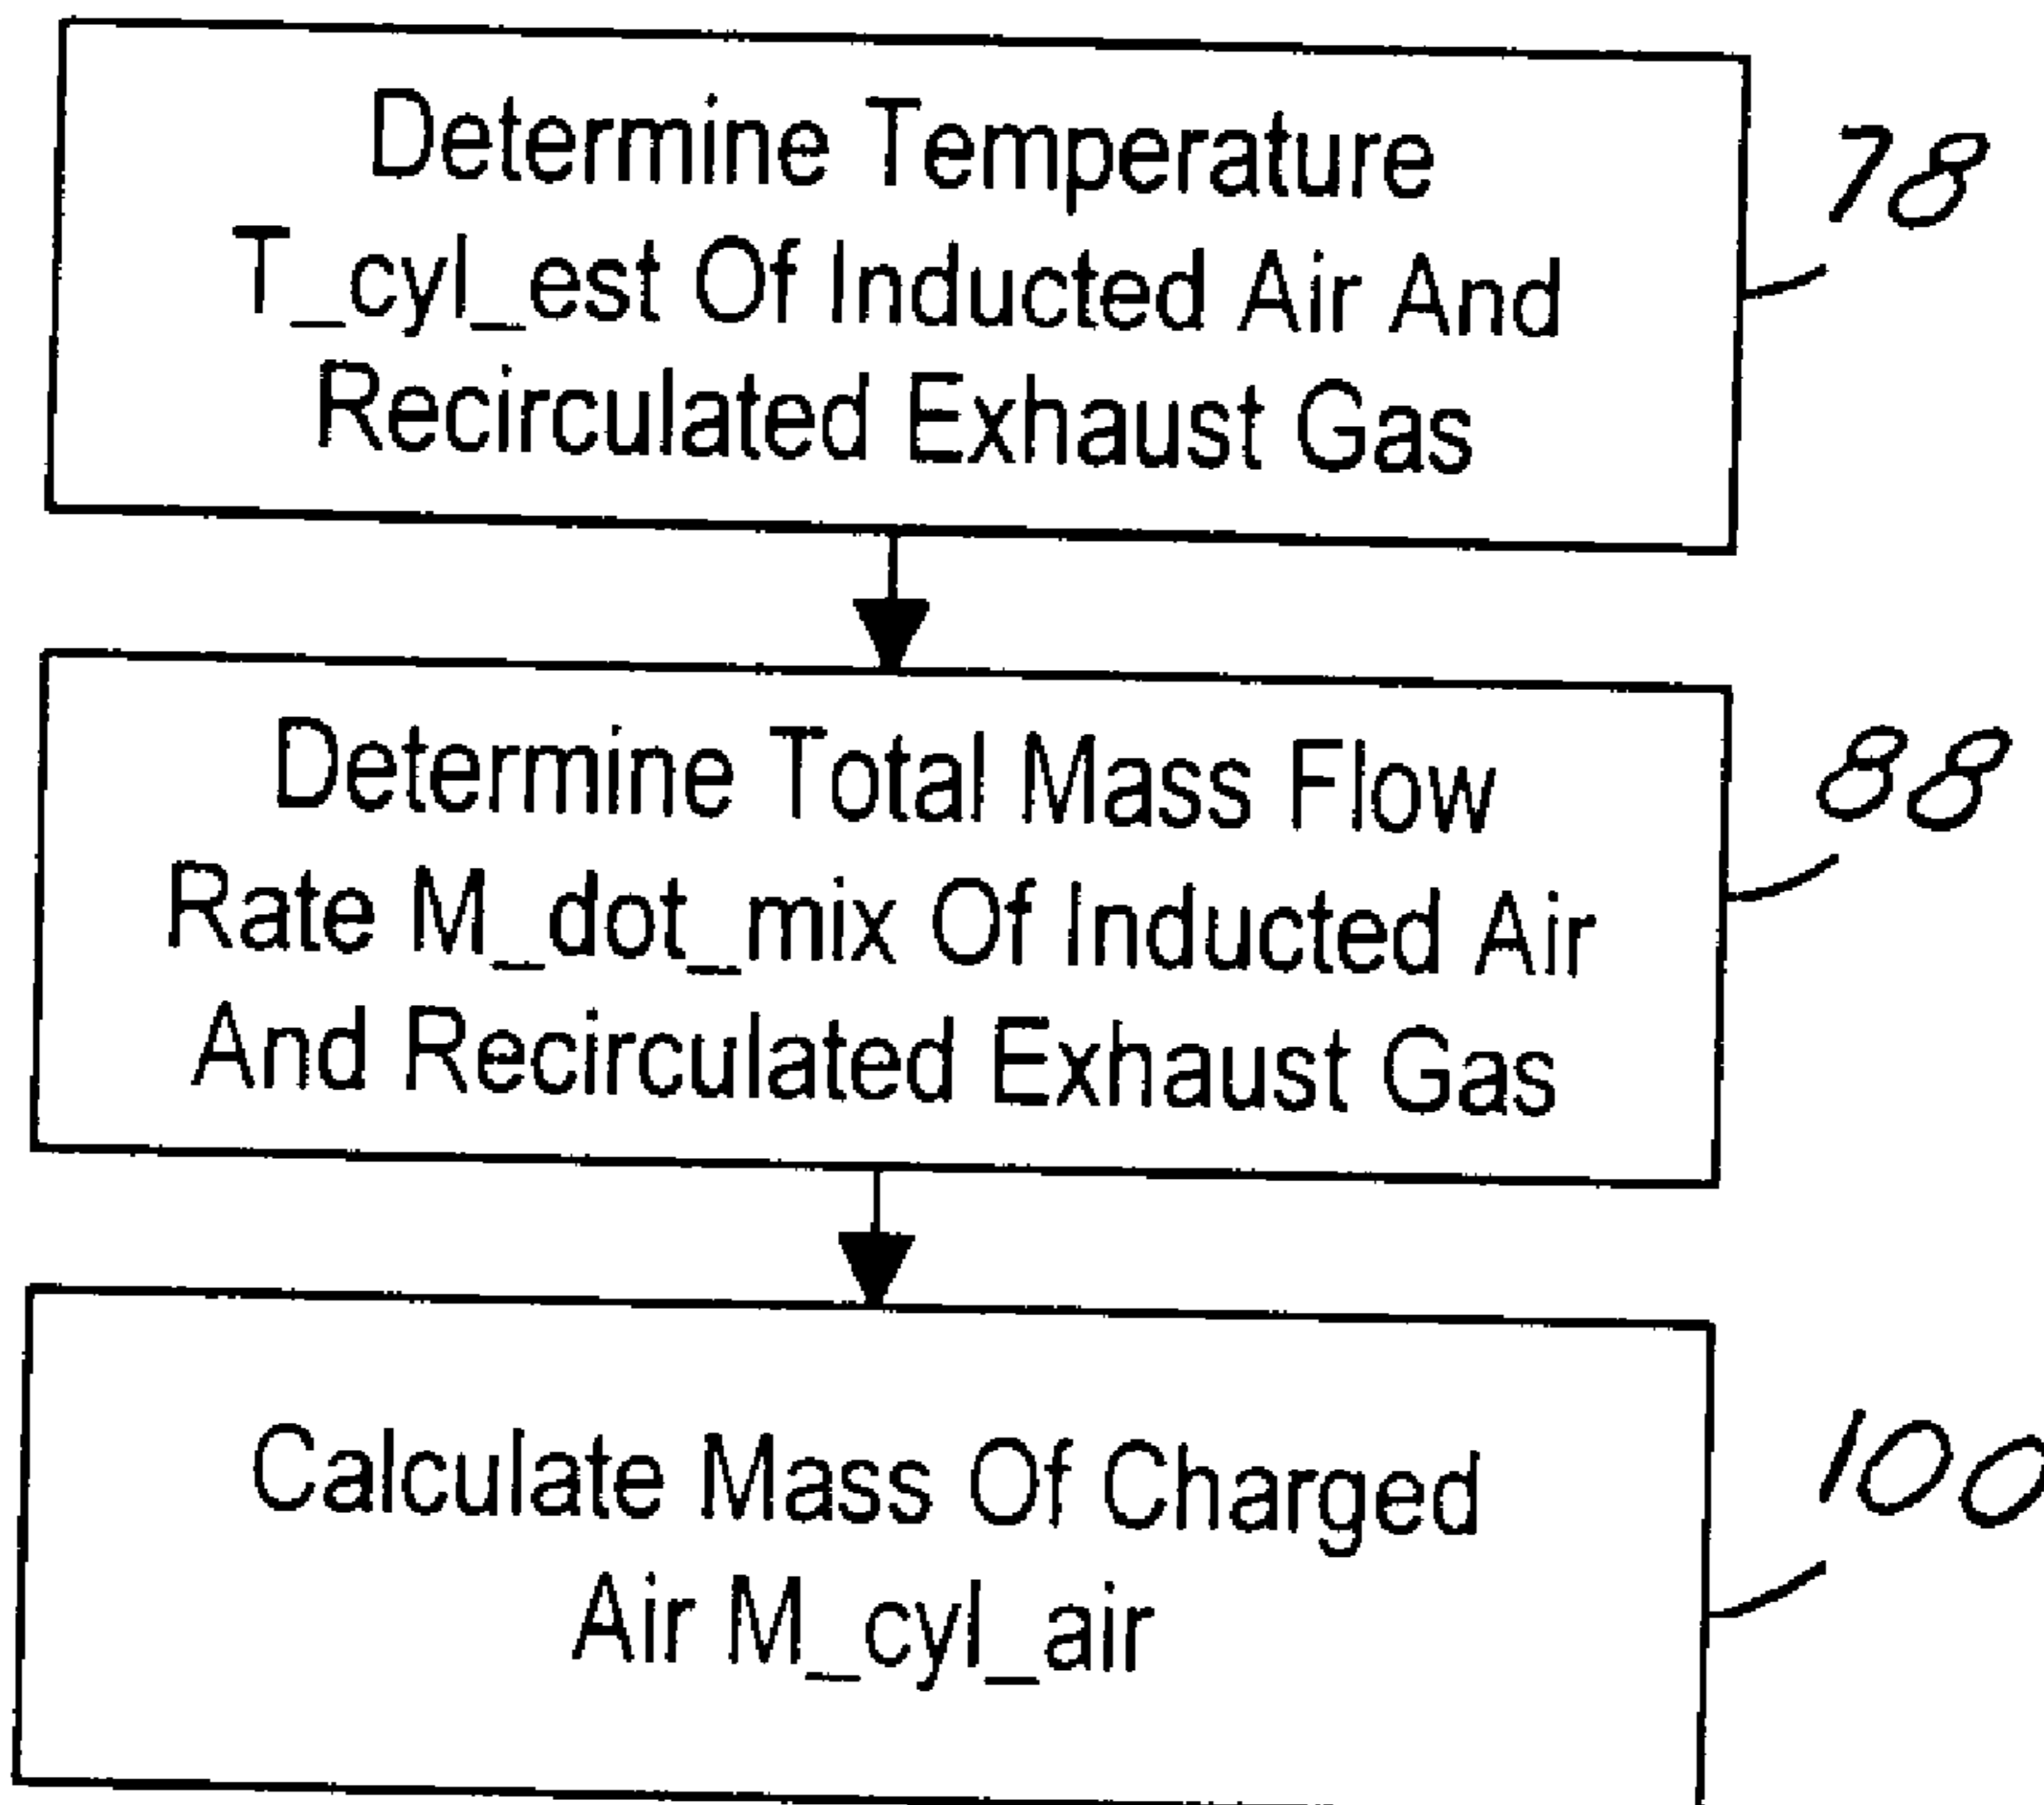 Determine Temperature
T_cyl_est Of Inducted Air And
Recirculated Exhaust Gas
78
Determine Total Mass Flow
Rate M_dot_mix Of Inducted Air
And Recirculated Exhaust Gas
88
Calculate Mass Of Charged
Air M_cyl_air
100